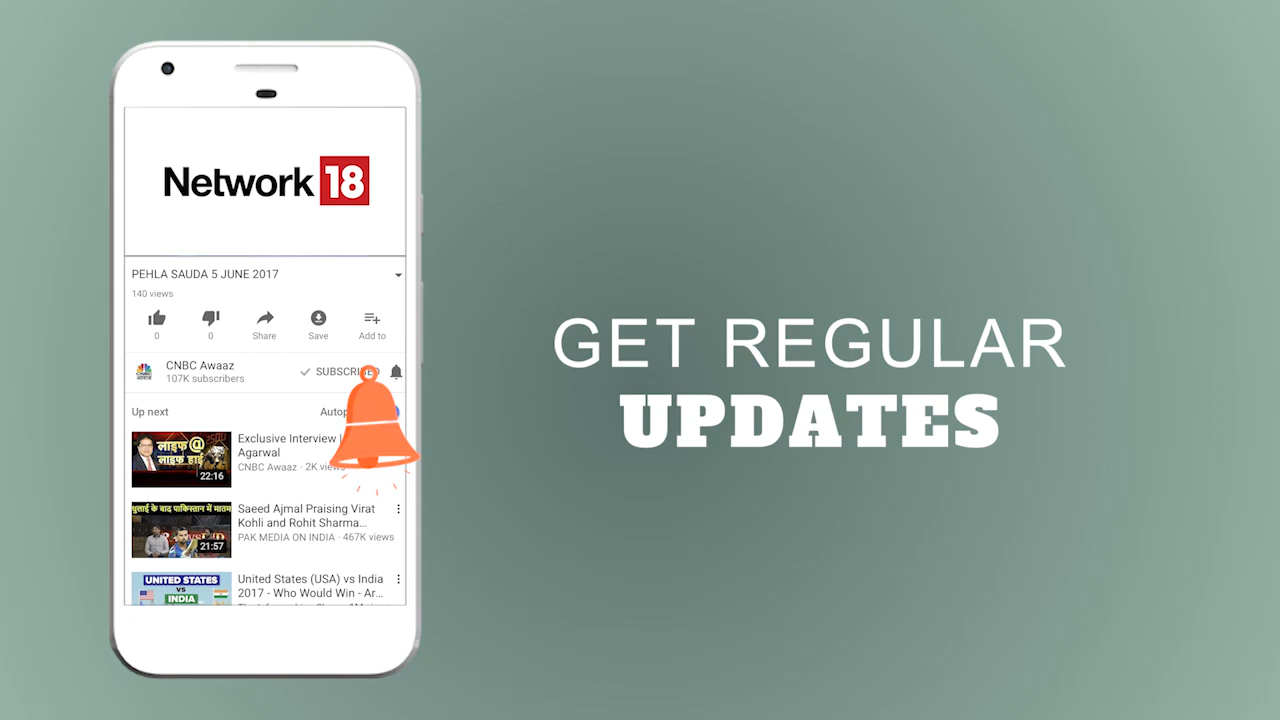 Network 18
PEHLA SAUDA 5 JUNE 2017
140 views
0 0 Share Save Add to
CNBC Awaaz
107K subscribers
SUBSCRIBED
Up next
लाइफ@
लाइफ हाई
22:16
Exclusive Interview
Agarwal
CNBC Awaaz · 2K views
के बाद पाकिस्तान में मातम
21:57
Saeed Ajmal Praising Virat
Kohli and Rohit Sharma...
PAK MEDIA ON INDIA · 467K views
UNITED STATES
VS
INDIA
United States (USA) vs India
2017 - Who Would Win - Ar...
GET REGULAR
UPDATES